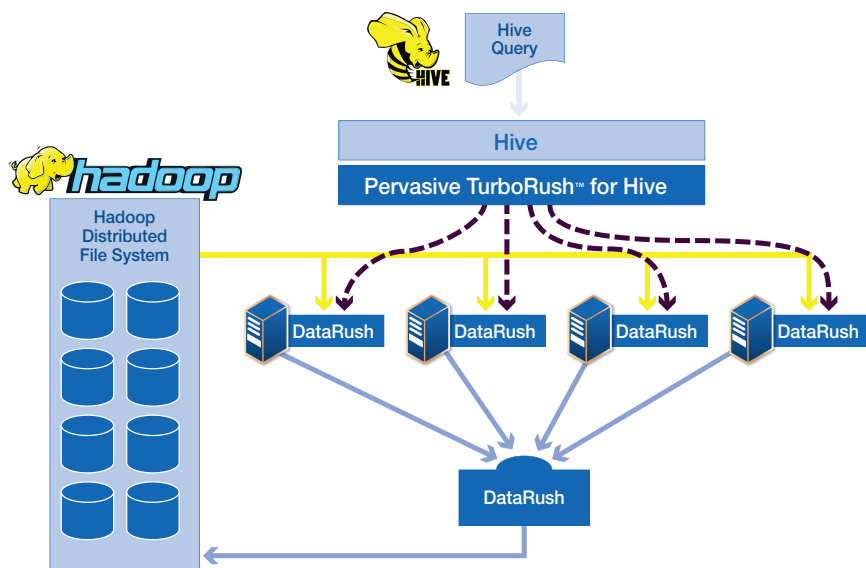 HIVE
Hive
Query
Hive
Pervasive TurboRush™ for Hive
hadoop
Hadoop
Distributed
File System
DataRush
DataRush
DataRush
DataRush
DataRush